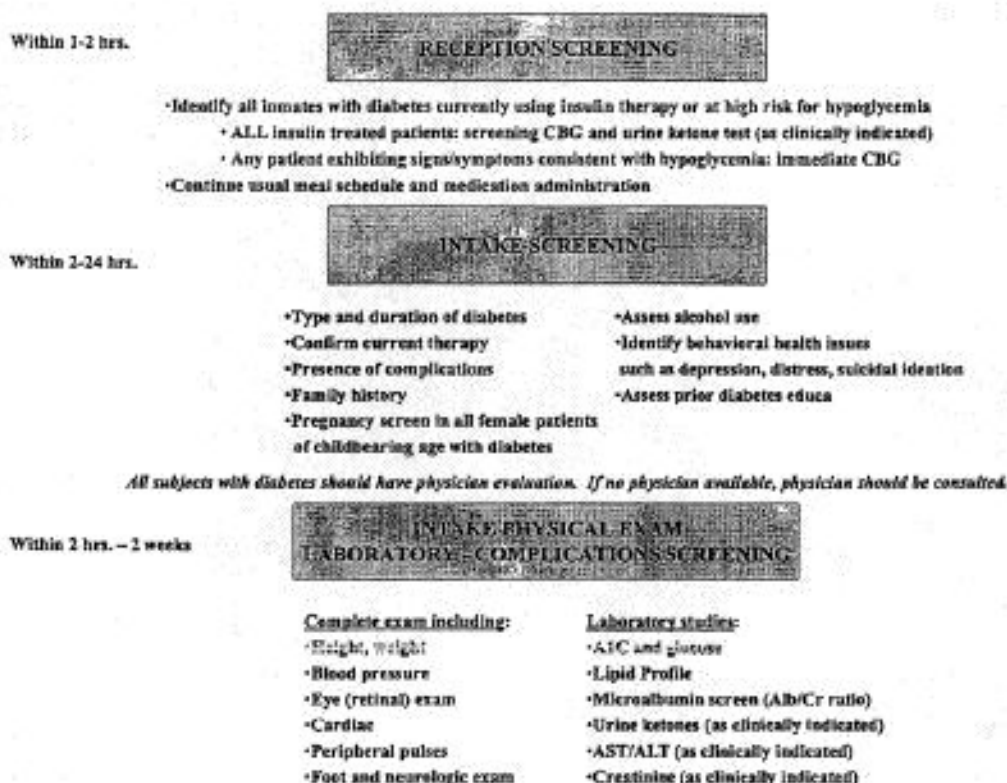 Within 1-2 hrs.
RECEPTION SCREENING
•Identify all inmates with diabetes currently using insulin therapy or at high risk for hypoglycemia
• ALL insulin treated patients: screening CBG and urine ketone test (as clinically indicated)
• Any patient exhibiting signs/symptoms consistent with hypoglycemia: immediate CBG
•Continue usual meal schedule and medication administration
Within 2-24 hrs.
INTAKE SCREENING
•Type and duration of diabetes
•Confirm current therapy
•Presence of complications
•Family history
•Pregnancy screen in all female patients
of childbearing age with diabetes
•Assess alcohol use
•Identify behavioral health issues
such as depression, distress, suicidal ideation
•Assess prior diabetes educa
All subjects with diabetes should have physician evaluation. If no physician available, physician should be consulted.
Within 2 hrs. – 2 weeks
INTAKE PHYSICAL EXAM
LABORATORY – COMPLICATIONS SCREENING
Complete exam including:
•Height, weight
•Blood pressure
•Eye (retinal) exam
•Cardiac
•Peripheral pulses
•Foot and neurologic exam
Laboratory studies:
•A1C and glucose
•Lipid Profile
•Microalbumin screen (Alb/Cr ratio)
•Urine ketones (as clinically indicated)
•AST/ALT (as clinically indicated)
•Creatinine (as clinically indicated)